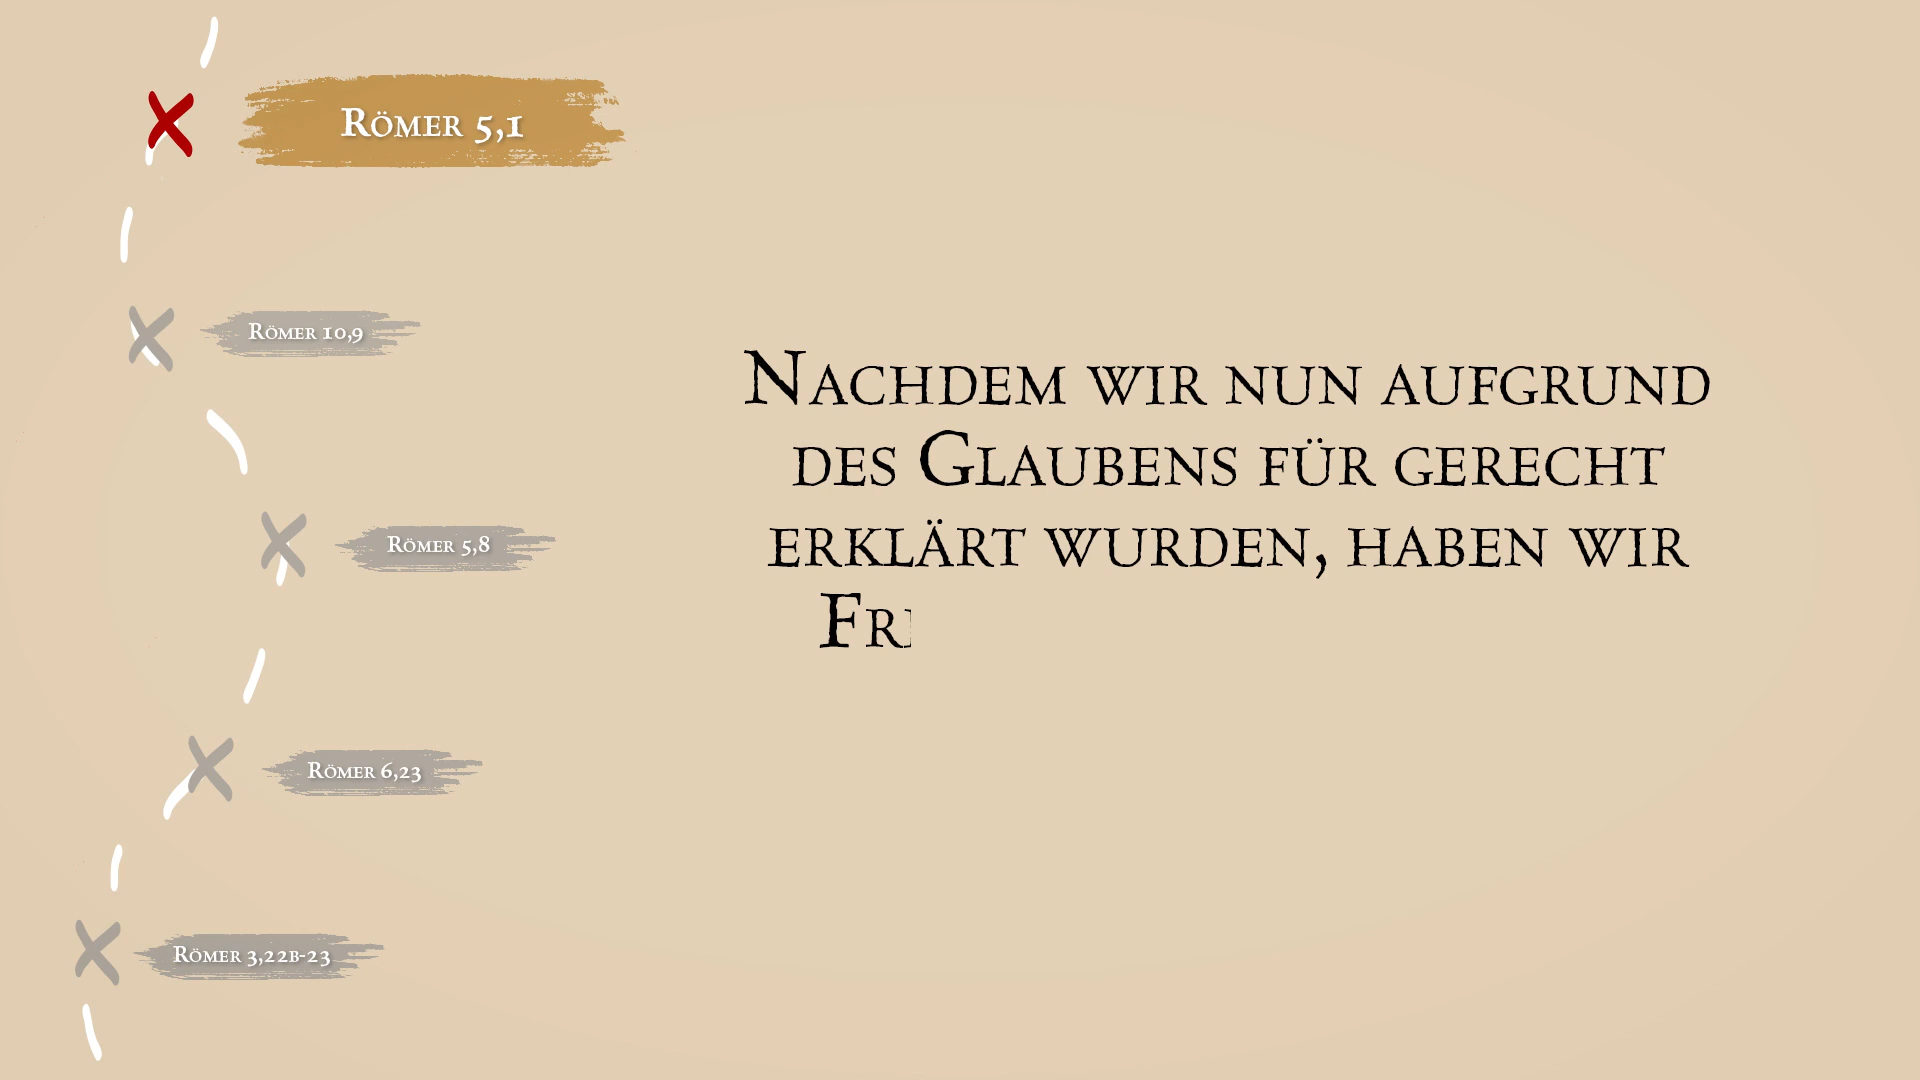 Römer 5,1
Römer 10,9
Nachdem wir nun aufgrund
des Glaubens für gerecht
erklärt wurden, haben wir
Römer 5,8
Römer 6,23
Römer 3,22b-23